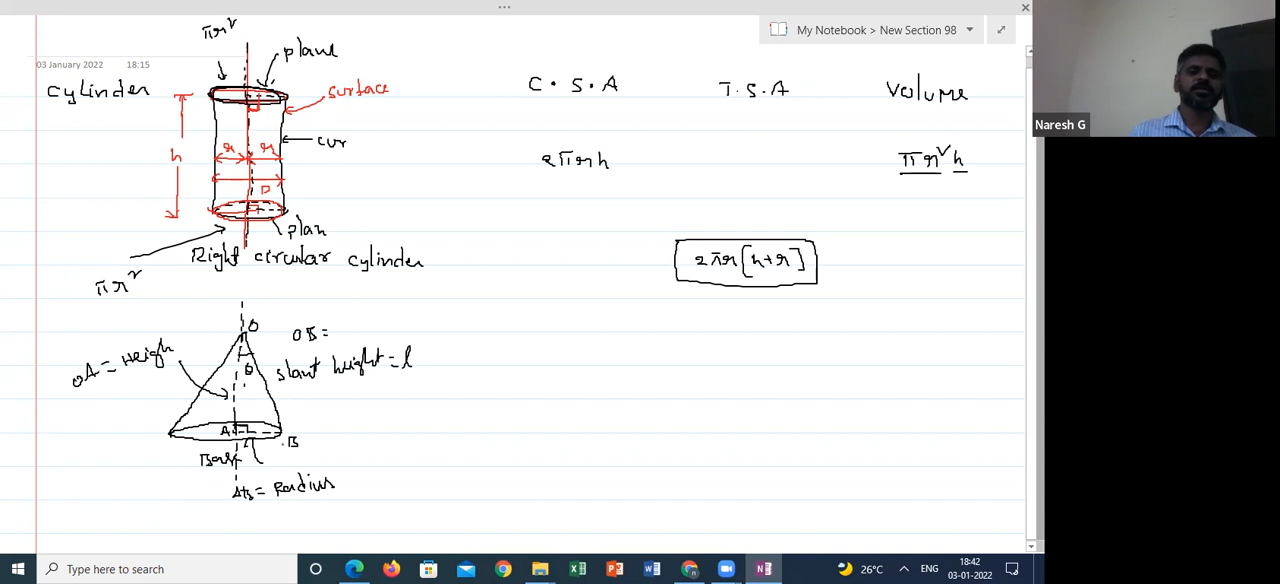 My Notebook > New Section 98
03 January 2022 18:15
πr²
plane
cylinder
surface
C.S.A
T.S.A
Volume
Naresh G
cur
h
r
r
D
2πrh
πr²h
plan
Right circular cylinder
πr²
2πr[h+r]
O
OB =
OA = Heigh
θ
slant height = l
A
B
Base
AB = Radius
Type here to search
26°C
ENG
18:42
03-01-2022